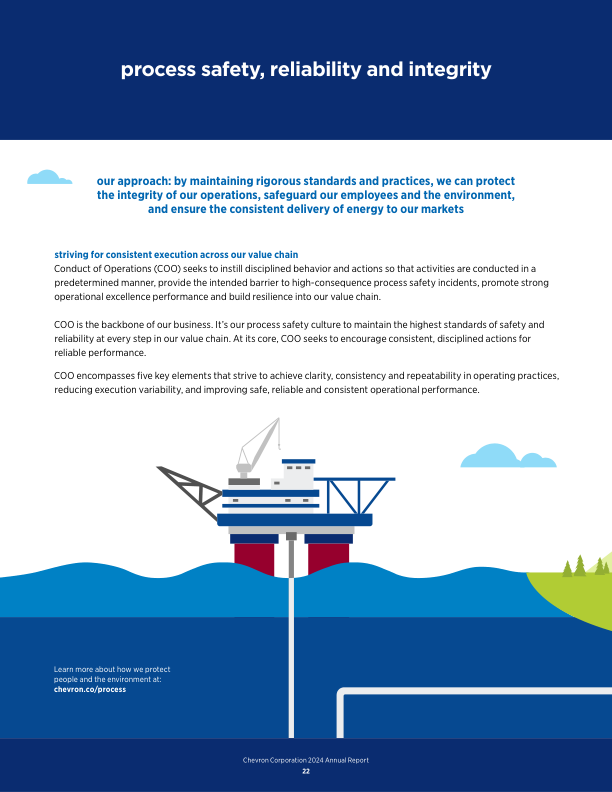 process safety, reliability and integrity
our approach: by maintaining rigorous standards and practices, we can protect
the integrity of our operations, safeguard our employees and the environment,
and ensure the consistent delivery of energy to our markets
striving for consistent execution across our value chain
Conduct of Operations (COO) seeks to instill disciplined behavior and actions so that activities are conducted in a
predetermined manner, provide the intended barrier to high-consequence process safety incidents, promote strong
operational excellence performance and build resilience into our value chain.
COO is the backbone of our business. It’s our process safety culture to maintain the highest standards of safety and
reliability at every step in our value chain. At its core, COO seeks to encourage consistent, disciplined actions for
reliable performance.
COO encompasses five key elements that strive to achieve clarity, consistency and repeatability in operating practices,
reducing execution variability, and improving safe, reliable and consistent operational performance.
Learn more about how we protect
people and the environment at:
chevron.co/process
Chevron Corporation 2024 Annual Report
22